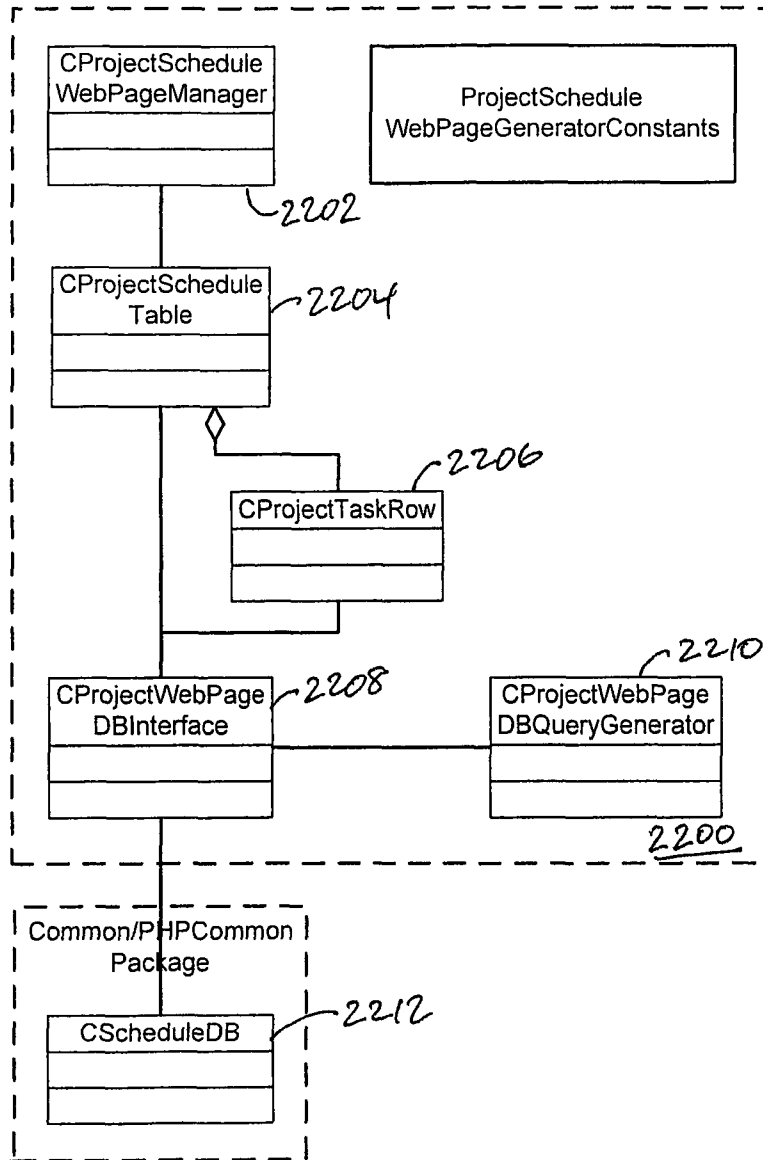 CProjectSchedule
WebPageManager
ProjectSchedule
WebPageGeneratorConstants
2202
CProjectSchedule
Table
2204
2206
CProjectTaskRow
2210
CProjectWebPage
DBInterface
2208
CProjectWebPage
DBQueryGenerator
2200
Common/PHPCommon
Package
CScheduleDB
2212